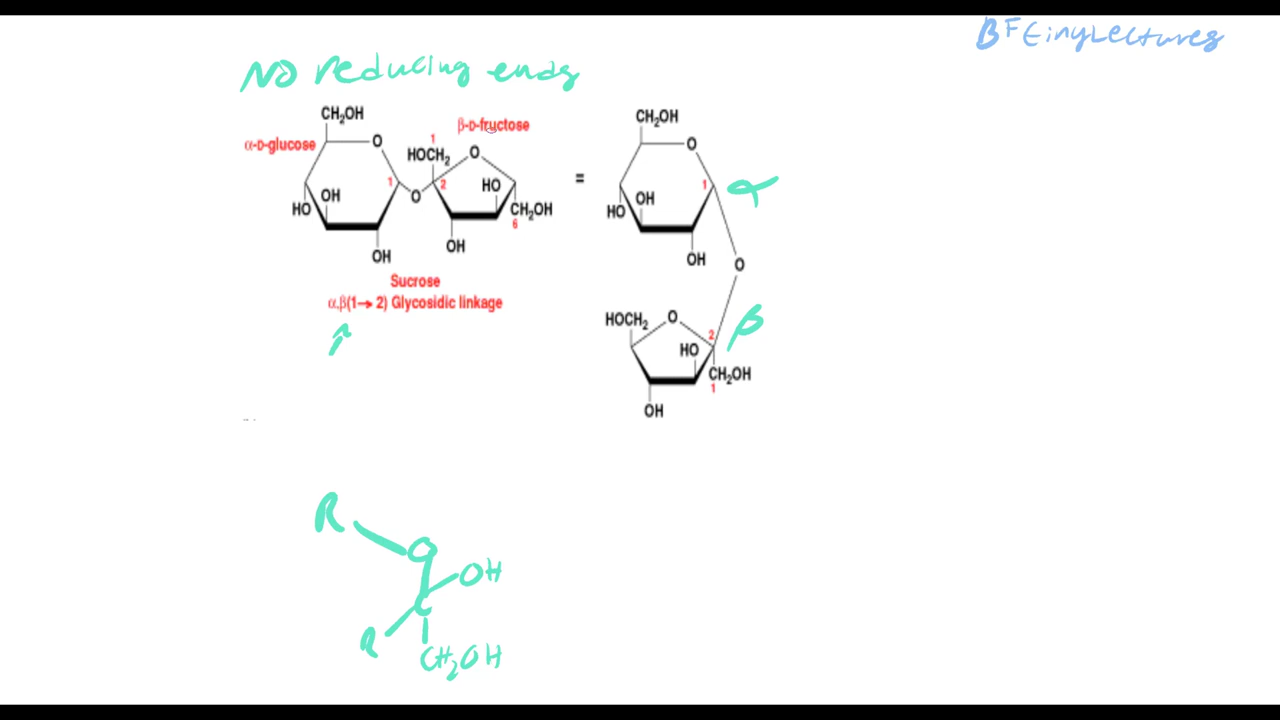 BFEinyLectures
No reducing ends
CH₂OH
α-D-glucose
O
1
OH
HO
OH
O
β-D-fructose
1
HOCH₂
O
2
HO
CH₂OH
6
OH
Sucrose
α,β(1→2) Glycosidic linkage
=
CH₂OH
O
1
α
OH
HO
OH
O
β
HOCH₂
O
2
HO
CH₂OH
1
OH
R
O
OH
C
R
CH₂OH